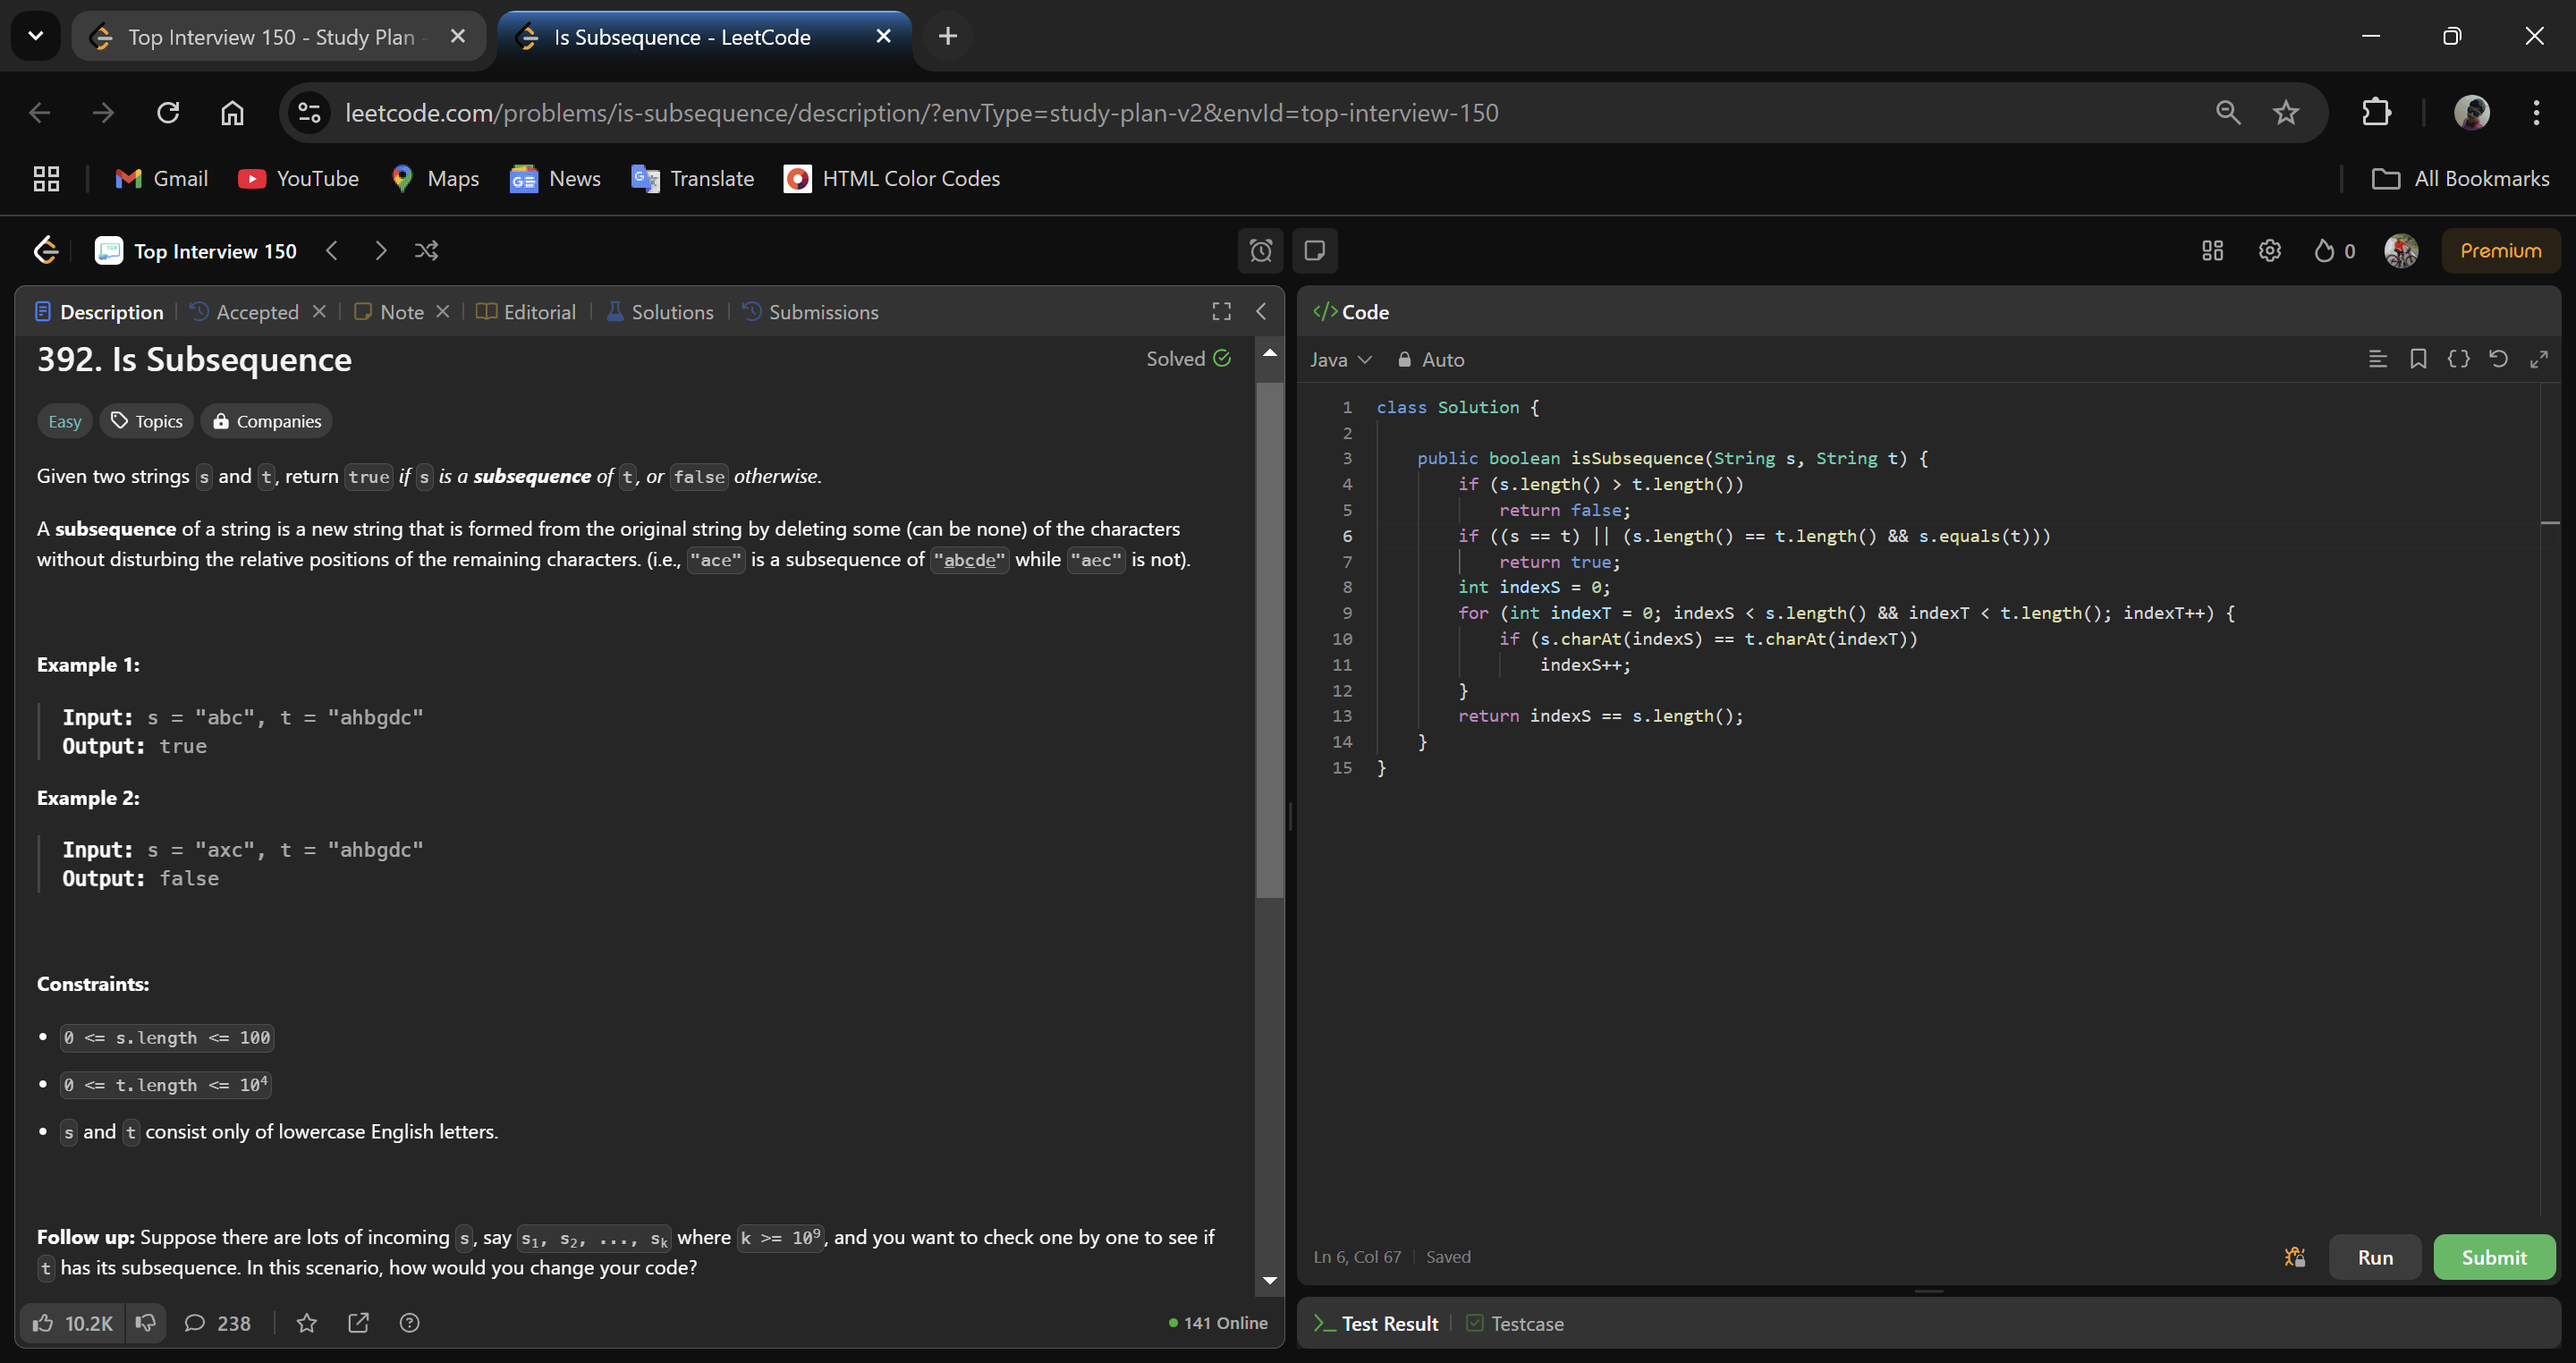 Top Interview 150 - Study Plan -
Is Subsequence - LeetCode
leetcode.com/problems/is-subsequence/description/?envType=study-plan-v2&envId=top-interview-150
Gmail
YouTube
Maps
News
Translate
HTML Color Codes
All Bookmarks
Top Interview 150
0
Premium
Description
Accepted
Note
Editorial
Solutions
Submissions
392. Is Subsequence
Solved
Easy
Topics
Companies
Given two strings s and t, return true if s is a subsequence of t, or false otherwise.
A subsequence of a string is a new string that is formed from the original string by deleting some (can be none) of the characters
without disturbing the relative positions of the remaining characters. (i.e., "ace" is a subsequence of "abcde" while "aec" is not).
Example 1:
Input: s = "abc", t = "ahbgdc"
Output: true
Example 2:
Input: s = "axc", t = "ahbgdc"
Output: false
Constraints:
• 0 <= s.length <= 100
• 0 <= t.length <= 10⁴
• s and t consist only of lowercase English letters.
Follow up: Suppose there are lots of incoming s, say s₁, s₂, ..., sₖ where k >= 10⁹, and you want to check one by one to see if
t has its subsequence. In this scenario, how would you change your code?
10.2K
238
141 Online
</> Code
Java
Auto
1 class Solution {
2
3     public boolean isSubsequence(String s, String t) {
4         if (s.length() > t.length())
5             return false;
6         if ((s == t) || (s.length() == t.length() && s.equals(t)))
7             return true;
8         int indexS = 0;
9         for (int indexT = 0; indexS < s.length() && indexT < t.length(); indexT++) {
10             if (s.charAt(indexS) == t.charAt(indexT))
11                 indexS++;
12         }
13         return indexS == s.length();
14     }
15 }
Ln 6, Col 67
Saved
Run
Submit
Test Result
Testcase